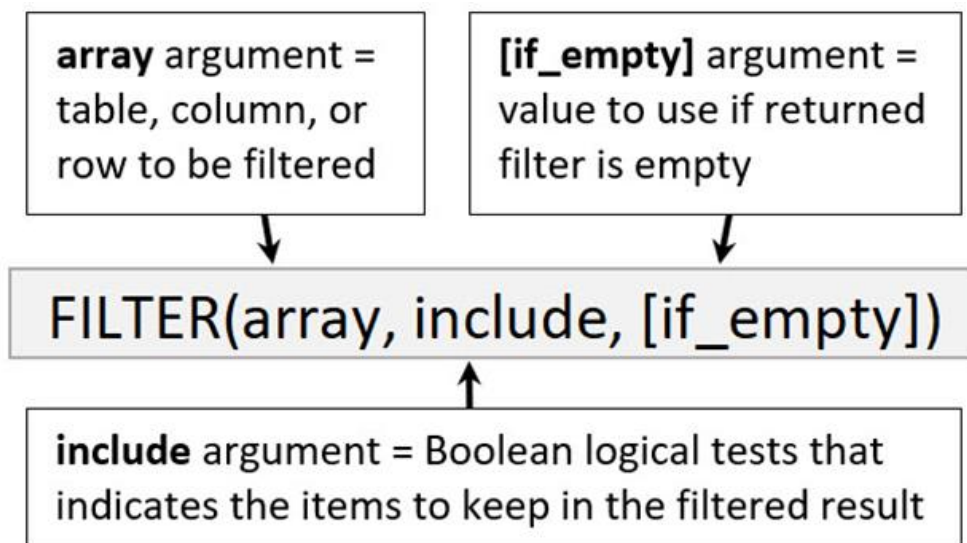 array argument =
table, column, or
row to be filtered
[if_empty] argument =
value to use if returned
filter is empty
FILTER(array, include, [if_empty])
include argument = Boolean logical tests that
indicates the items to keep in the filtered result